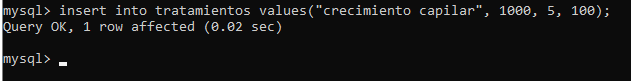 mysql> insert into tratamientos values("crecimiento capilar", 1000, 5, 100);
Query OK, 1 row affected (0.02 sec)
mysql>